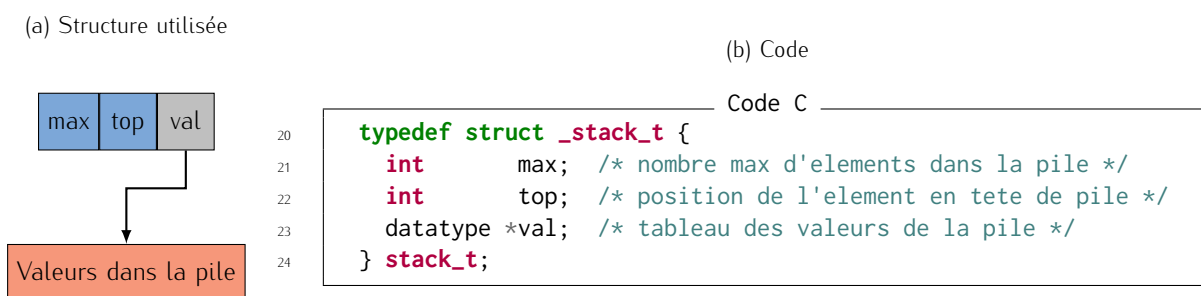 (a) Structure utilisée
max top val
Valeurs dans la pile
(b) Code
Code C
20 typedef struct _stack_t {
21 int max; /* nombre max d'elements dans la pile */
22 int top; /* position de l'element en tete de pile */
23 datatype *val; /* tableau des valeurs de la pile */
24 } stack_t;